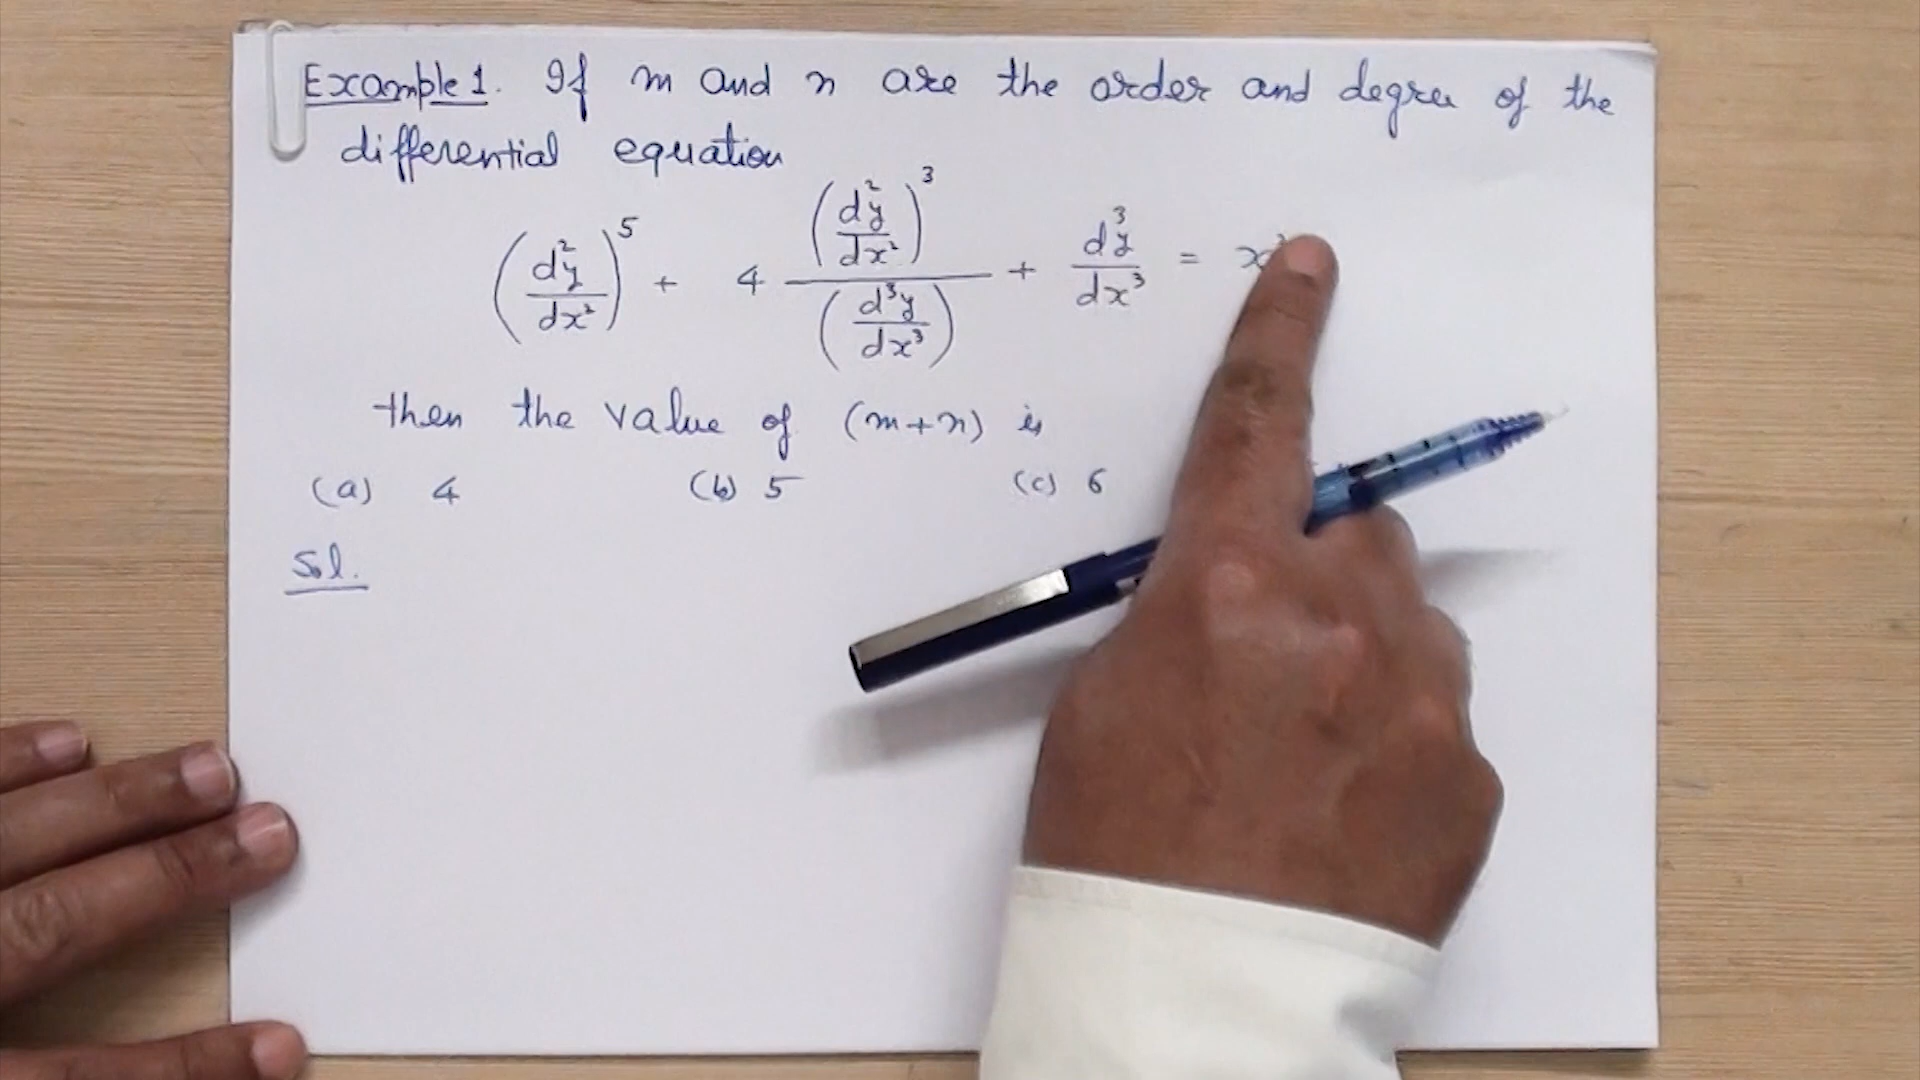 Example 1. If m and n are the order and degree of the
differential equation
(d²y/dx²)⁵ + 4 (d²y/dx²)³/(d³y/dx³) + d³y/dx³ = x
then the value of (m+n) is
(a) 4 (b) 5 (c) 6
Sol.